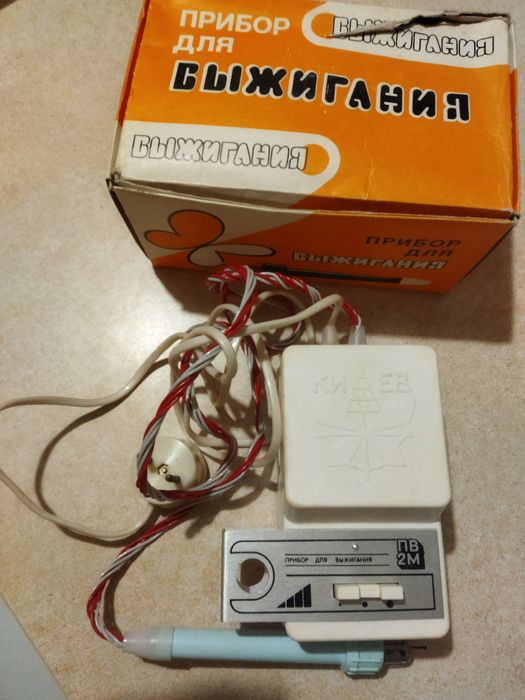 ПРИБОР
ДЛЯ
ВЫЖИГАНИЯ
ВЫЖИГАНИЯ
ВЫЖИГАНИЯ
ПРИБОР
ДЛЯ
ВЫЖИГАНИЯ
КИЕВ
ПРИБОР ДЛЯ ВЫЖИГАНИЯ
ПВ
2М